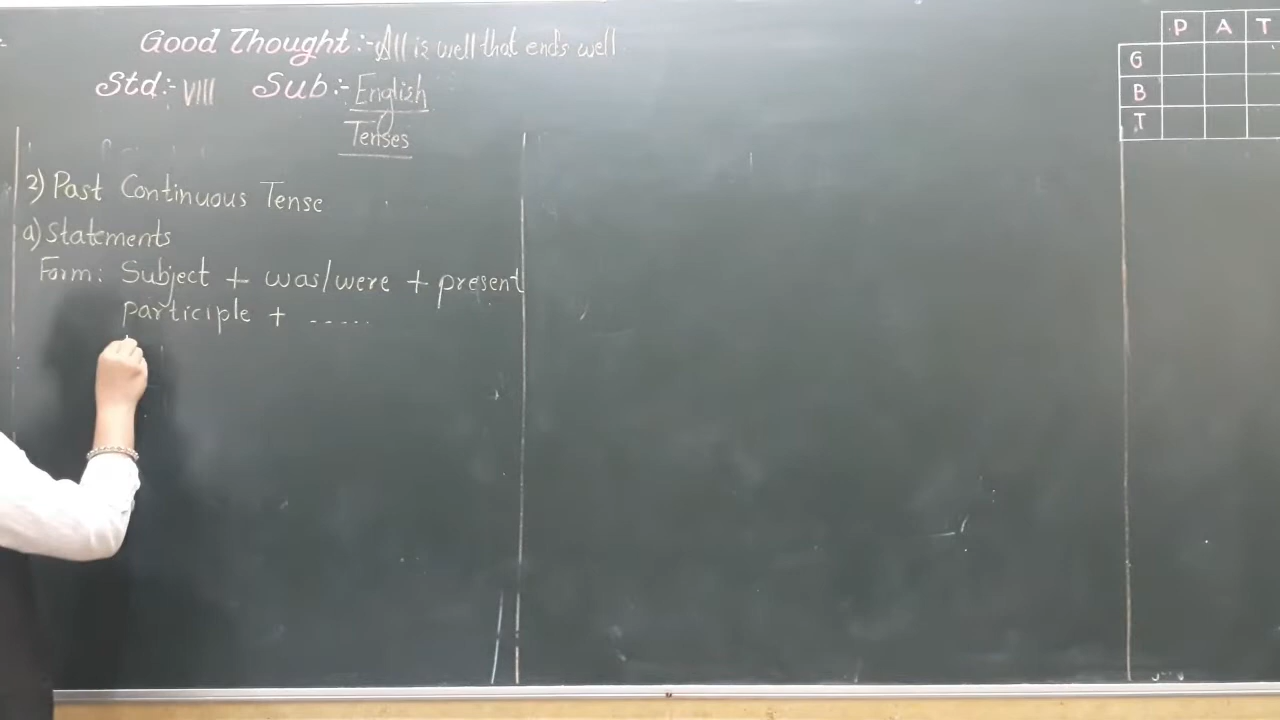 Good Thought :- All is well that ends well
Std :- VIII Sub :- English
Tenses
2) Past Continuous Tense
a) Statements
Form: Subject + was/were + present
participle + .....
P A T
G
B
T